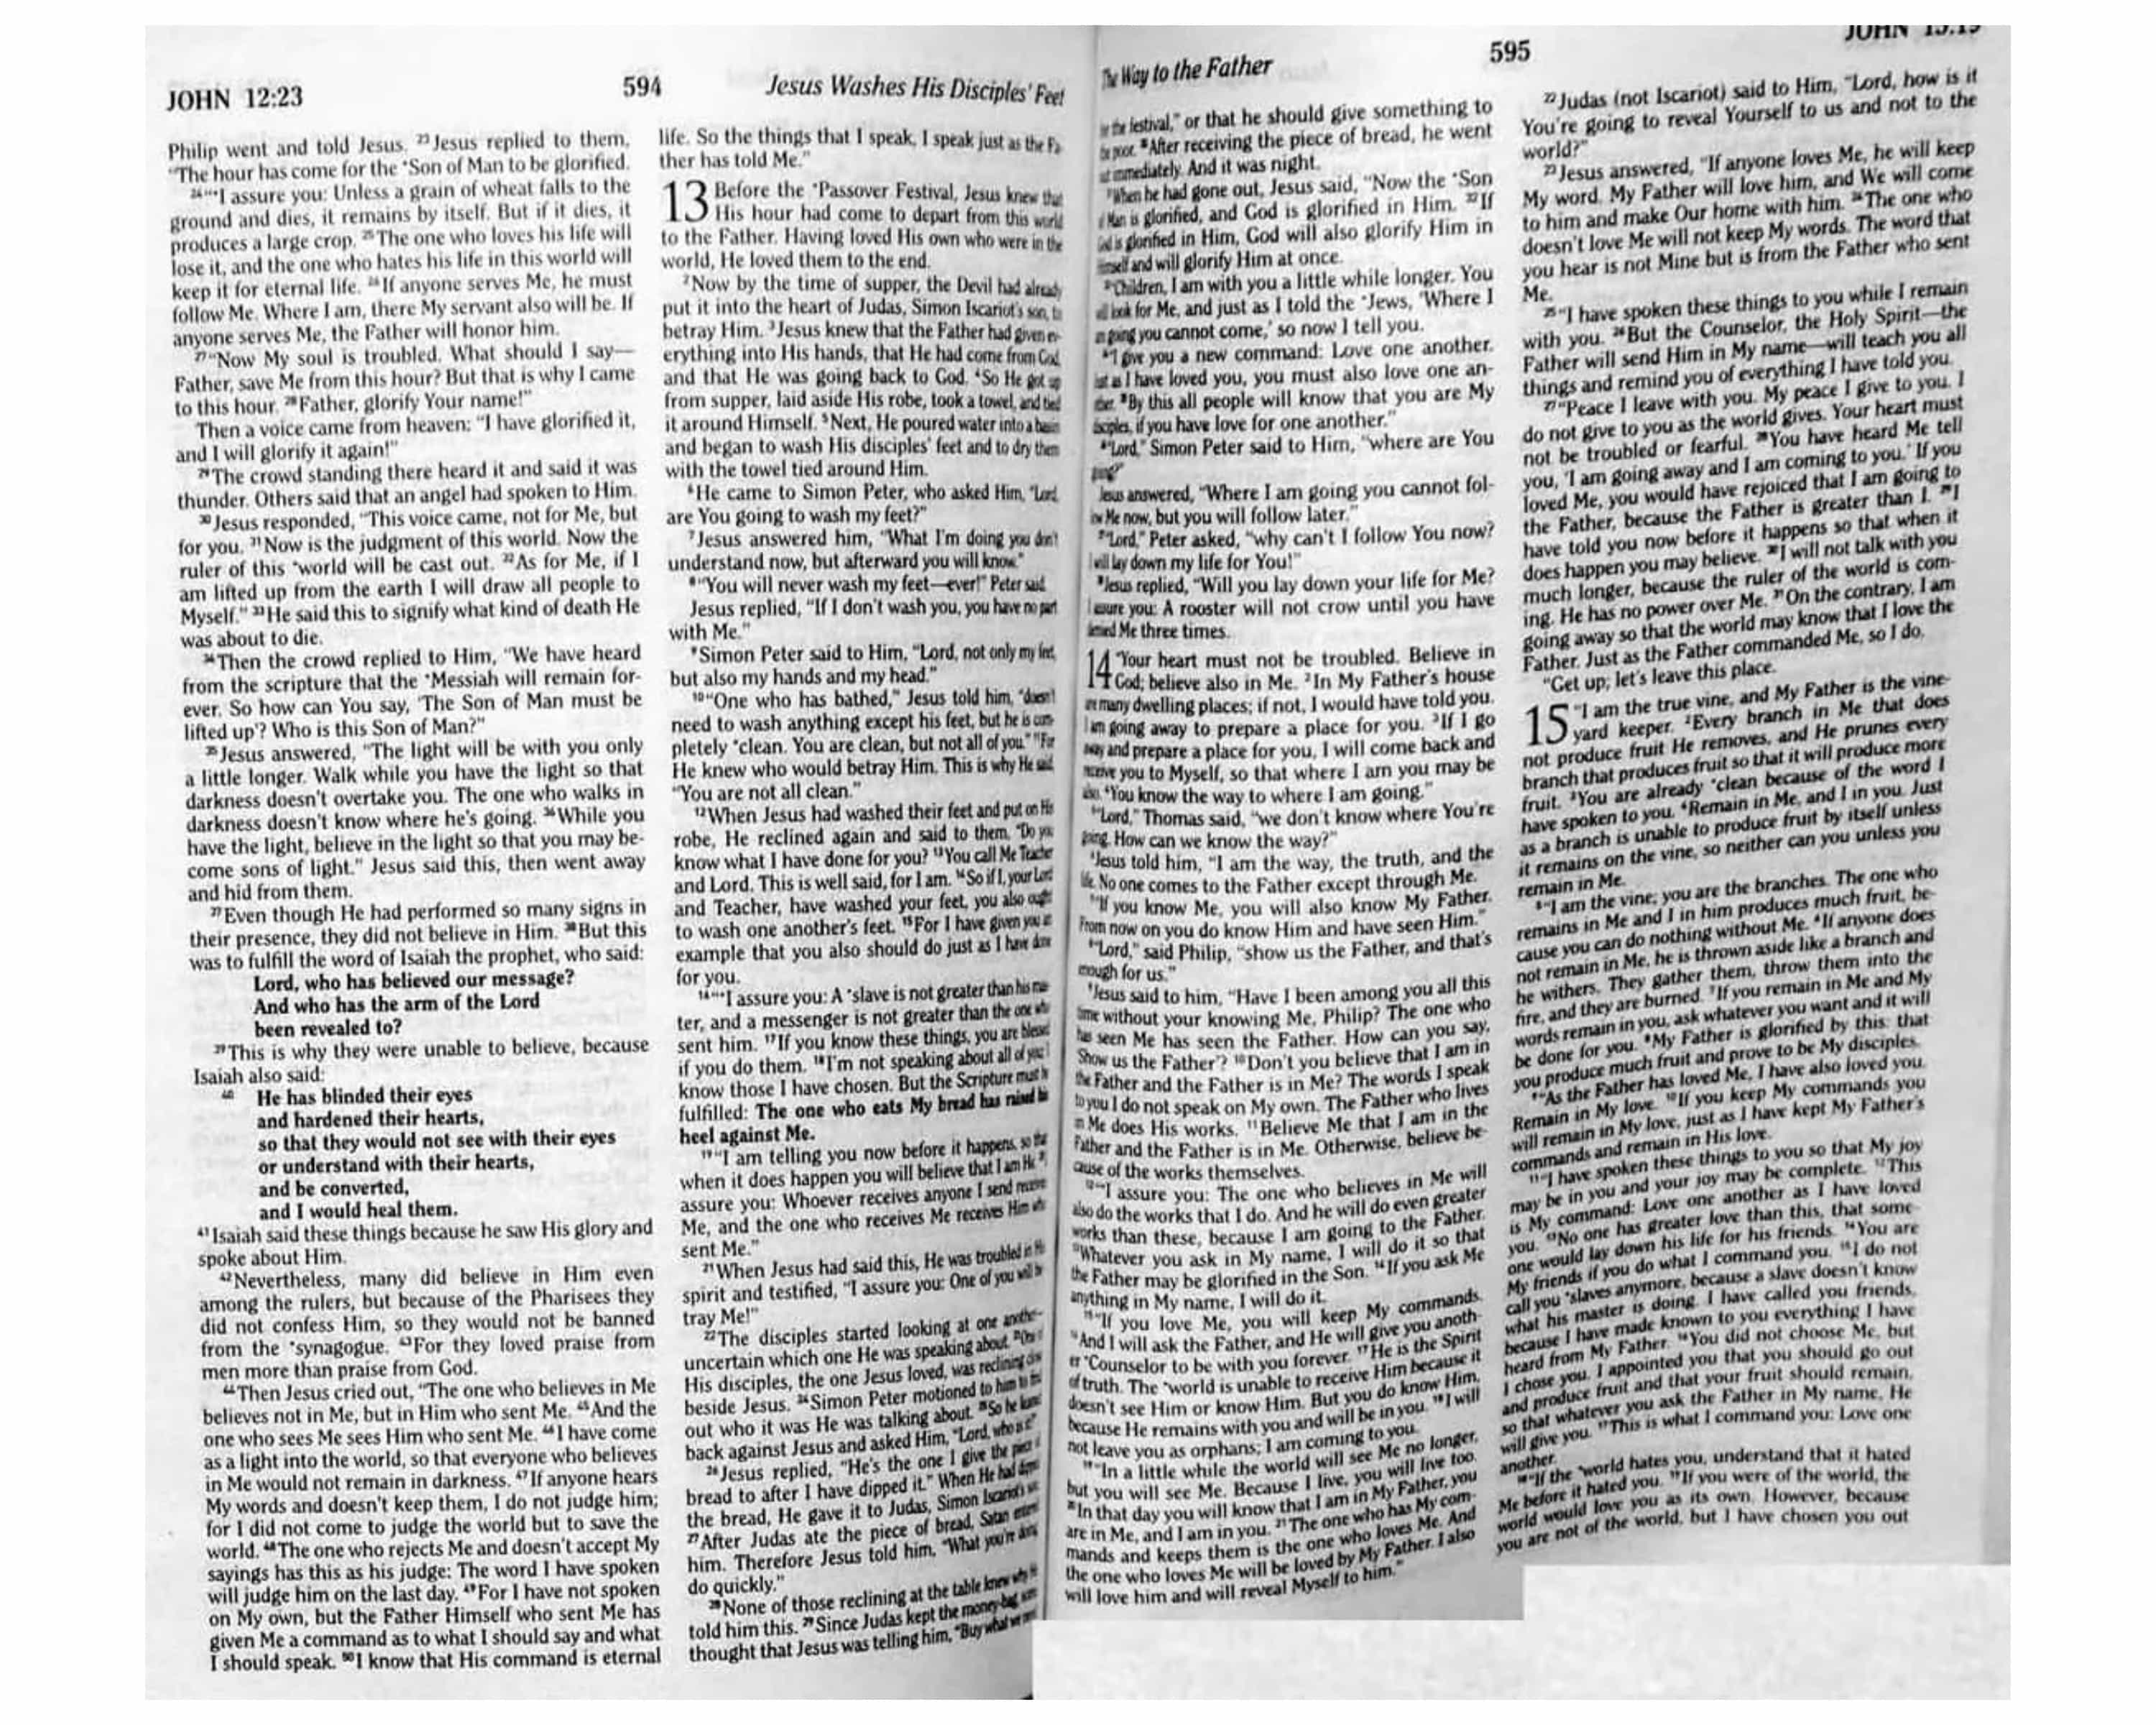 JOHN 12:23
594
Jesus Washes His Disciples' Feet
Philip went and told Jesus. 23Jesus replied to them,
"The hour has come for the *Son of Man to be glorified.
24"I assure you: Unless a grain of wheat falls to the
ground and dies, it remains by itself. But if it dies, it
produces a large crop. 25The one who loves his life will
lose it, and the one who hates his life in this world will
keep it for eternal life. 26If anyone serves Me, he must
follow Me. Where I am, there My servant also will be. If
anyone serves Me, the Father will honor him.
27"Now My soul is troubled. What should I say—
Father, save Me from this hour? But that is why I came
to this hour. 28Father, glorify Your name!"
Then a voice came from heaven: "I have glorified it,
and I will glorify it again!"
29The crowd standing there heard it and said it was
thunder. Others said that an angel had spoken to Him.
30Jesus responded, "This voice came, not for Me, but
for you. 31Now is the judgment of this world. Now the
ruler of this *world will be cast out. 32As for Me, if I
am lifted up from the earth I will draw all people to
Myself." 33He said this to signify what kind of death He
was about to die.
34Then the crowd replied to Him, "We have heard
from the scripture that the *Messiah will remain for-
ever. So how can You say, 'The Son of Man must be
lifted up'? Who is this Son of Man?"
35Jesus answered, "The light will be with you only
a little longer. Walk while you have the light so that
darkness doesn't overtake you. The one who walks in
darkness doesn't know where he's going. 36While you
have the light, believe in the light so that you may be-
come sons of light." Jesus said this, then went away
and hid from them.
37Even though He had performed so many signs in
their presence, they did not believe in Him. 38But this
was to fulfill the word of Isaiah the prophet, who said:
Lord, who has believed our message?
And who has the arm of the Lord
been revealed to?
39This is why they were unable to believe, because
Isaiah also said:
40 He has blinded their eyes
and hardened their hearts,
so that they would not see with their eyes
or understand with their hearts,
and be converted,
and I would heal them.
41Isaiah said these things because he saw His glory and
spoke about Him.
42Nevertheless, many did believe in Him even
among the rulers, but because of the Pharisees they
did not confess Him, so they would not be banned
from the *synagogue. 43For they loved praise from
men more than praise from God.
44Then Jesus cried out, "The one who believes in Me
believes not in Me, but in Him who sent Me. 45And the
one who sees Me sees Him who sent Me. 46I have come
as a light into the world, so that everyone who believes
in Me would not remain in darkness. 47If anyone hears
My words and doesn't keep them, I do not judge him;
for I did not come to judge the world but to save the
world. 48The one who rejects Me and doesn't accept My
sayings has this as his judge: The word I have spoken
will judge him on the last day. 49For I have not spoken
on My own, but the Father Himself who sent Me has
given Me a command as to what I should say and what
I should speak. 50I know that His command is eternal
life. So the things that I speak, I speak just as the Fa-
ther has told Me."
13 Before the *Passover Festival, Jesus knew that
His hour had come to depart from this world
to the Father. Having loved His own who were in the
world, He loved them to the end.
2Now by the time of supper, the Devil had already
put it into the heart of Judas, Simon Iscariot's son, to
betray Him. 3Jesus knew that the Father had given ev-
erything into His hands, that He had come from God,
and that He was going back to God. 4So He got up
from supper, laid aside His robe, took a towel, and tied
it around Himself. 5Next, He poured water into a basin
and began to wash His disciples' feet and to dry them
with the towel tied around Him.
6He came to Simon Peter, who asked Him, "Lord,
are You going to wash my feet?"
7Jesus answered him, "What I'm doing you don't
understand now, but afterward you will know."
8"You will never wash my feet—ever!" Peter said.
Jesus replied, "If I don't wash you, you have no part
with Me."
9Simon Peter said to Him, "Lord, not only my feet,
but also my hands and my head."
10"One who has bathed," Jesus told him, "doesn't
need to wash anything except his feet, but he is com-
pletely *clean. You are clean, but not all of you." 11For
He knew who would betray Him. This is why He said,
"You are not all clean."
12When Jesus had washed their feet and put on His
robe, He reclined again and said to them, "Do you
know what I have done for you? 13You call Me Teacher
and Lord. This is well said, for I am. 14So if I, your Lord
and Teacher, have washed your feet, you also ought
to wash one another's feet. 15For I have given you an
example that you also should do just as I have done
for you.
16"I assure you: A *slave is not greater than his mas-
ter, and a messenger is not greater than the one who
sent him. 17If you know these things, you are blessed
if you do them. 18I'm not speaking about all of you; I
know those I have chosen. But the Scripture must be
fulfilled: The one who eats My bread has raised his
heel against Me.
19"I am telling you now before it happens, so that
when it does happen you will believe that I am He. 20I
assure you: Whoever receives anyone I send receives
Me, and the one who receives Me receives Him who
sent Me."
21When Jesus had said this, He was troubled in His
spirit and testified, "I assure you: One of you will be-
tray Me!"
22The disciples started looking at one another—
uncertain which one He was speaking about. 23One of
His disciples, the one Jesus loved, was reclining close
beside Jesus. 24Simon Peter motioned to him to find
out who it was He was talking about. 25So he leaned
back against Jesus and asked Him, "Lord, who is it?"
26Jesus replied, "He's the one I give the piece of
bread to after I have dipped it." When He had dipped
the bread, He gave it to Judas, Simon Iscariot's son.
27After Judas ate the piece of bread, Satan entered
him. Therefore Jesus told him, "What you're doing,
do quickly."
28None of those reclining at the table knew why He
told him this. 29Since Judas kept the money-bag, some
thought that Jesus was telling him, "Buy what we need
The Way to the Father
595
JOHN 15:19
for the festival," or that he should give something to
the poor. 30After receiving the piece of bread, he went
out immediately. And it was night.
31When he had gone out, Jesus said, "Now the *Son
of Man is glorified, and God is glorified in Him. 32If
God is glorified in Him, God will also glorify Him in
Himself and will glorify Him at once.
33"Children, I am with you a little while longer. You
will look for Me, and just as I told the *Jews, 'Where I
am going you cannot come,' so now I tell you.
34"I give you a new command: Love one another.
Just as I have loved you, you must also love one an-
other. 35By this all people will know that you are My
disciples, if you have love for one another."
36"Lord," Simon Peter said to Him, "where are You
going?"
Jesus answered, "Where I am going you cannot fol-
low Me now, but you will follow later."
37"Lord," Peter asked, "why can't I follow You now?
I will lay down my life for You!"
38Jesus replied, "Will you lay down your life for Me?
I assure you: A rooster will not crow until you have
denied Me three times.
14 "Your heart must not be troubled. Believe in
God; believe also in Me. 2In My Father's house
are many dwelling places; if not, I would have told you.
I am going away to prepare a place for you. 3If I go
away and prepare a place for you, I will come back and
receive you to Myself, so that where I am you may be
also. 4You know the way to where I am going."
5"Lord," Thomas said, "we don't know where You're
going. How can we know the way?"
6Jesus told him, "I am the way, the truth, and the
life. No one comes to the Father except through Me.
7"If you know Me, you will also know My Father.
From now on you do know Him and have seen Him."
8"Lord," said Philip, "show us the Father, and that's
enough for us."
9Jesus said to him, "Have I been among you all this
time without your knowing Me, Philip? The one who
has seen Me has seen the Father. How can you say,
'Show us the Father'? 10Don't you believe that I am in
the Father and the Father is in Me? The words I speak
to you I do not speak on My own. The Father who lives
in Me does His works. 11Believe Me that I am in the
Father and the Father is in Me. Otherwise, believe be-
cause of the works themselves.
12"I assure you: The one who believes in Me will
also do the works that I do. And he will do even greater
works than these, because I am going to the Father.
13Whatever you ask in My name, I will do it so that
the Father may be glorified in the Son. 14If you ask Me
anything in My name, I will do it.
15"If you love Me, you will keep My commands.
16And I will ask the Father, and He will give you anoth-
er *Counselor to be with you forever. 17He is the Spirit
of truth. The *world is unable to receive Him because it
doesn't see Him or know Him. But you do know Him,
because He remains with you and will be in you. 18I will
not leave you as orphans; I am coming to you.
19"In a little while the world will see Me no longer,
but you will see Me. Because I live, you will live too.
20In that day you will know that I am in My Father, you
are in Me, and I am in you. 21The one who has My com-
mands and keeps them is the one who loves Me. And
the one who loves Me will be loved by My Father. I also
will love him and will reveal Myself to him."
22Judas (not Iscariot) said to Him, "Lord, how is it
You're going to reveal Yourself to us and not to the
world?"
23Jesus answered, "If anyone loves Me, he will keep
My word. My Father will love him, and We will come
to him and make Our home with him. 24The one who
doesn't love Me will not keep My words. The word that
you hear is not Mine but is from the Father who sent
Me.
25"I have spoken these things to you while I remain
with you. 26But the Counselor, the Holy Spirit—the
Father will send Him in My name—will teach you all
things and remind you of everything I have told you.
27"Peace I leave with you. My peace I give to you. I
do not give to you as the world gives. Your heart must
not be troubled or fearful. 28You have heard Me tell
you, 'I am going away and I am coming to you.' If you
loved Me, you would have rejoiced that I am going to
the Father, because the Father is greater than I. 29I
have told you now before it happens so that when it
does happen you may believe. 30I will not talk with you
much longer, because the ruler of the world is com-
ing. He has no power over Me. 31On the contrary, I am
going away so that the world may know that I love the
Father. Just as the Father commanded Me, so I do.
"Get up; let's leave this place.
15 "I am the true vine, and My Father is the vine-
yard keeper. 2Every branch in Me that does
not produce fruit He removes, and He prunes every
branch that produces fruit so that it will produce more
fruit. 3You are already *clean because of the word I
have spoken to you. 4Remain in Me, and I in you. Just
as a branch is unable to produce fruit by itself unless
it remains on the vine, so neither can you unless you
remain in Me.
5"I am the vine; you are the branches. The one who
remains in Me and I in him produces much fruit, be-
cause you can do nothing without Me. 6If anyone does
not remain in Me, he is thrown aside like a branch and
he withers. They gather them, throw them into the
fire, and they are burned. 7If you remain in Me and My
words remain in you, ask whatever you want and it will
be done for you. 8My Father is glorified by this: that
you produce much fruit and prove to be My disciples.
9"As the Father has loved Me, I have also loved you.
Remain in My love. 10If you keep My commands you
will remain in My love, just as I have kept My Father's
commands and remain in His love.
11"I have spoken these things to you so that My joy
may be in you and your joy may be complete. 12This
is My command: Love one another as I have loved
you. 13No one has greater love than this, that some-
one would lay down his life for his friends. 14You are
My friends if you do what I command you. 15I do not
call you *slaves anymore, because a slave doesn't know
what his master is doing. I have called you friends,
because I have made known to you everything I have
heard from My Father. 16You did not choose Me, but
I chose you. I appointed you that you should go out
and produce fruit and that your fruit should remain,
so that whatever you ask the Father in My name, He
will give you. 17This is what I command you: Love one
another.
18"If the *world hates you, understand that it hated
Me before it hated you. 19If you were of the world, the
world would love you as its own. However, because
you are not of the world, but I have chosen you out